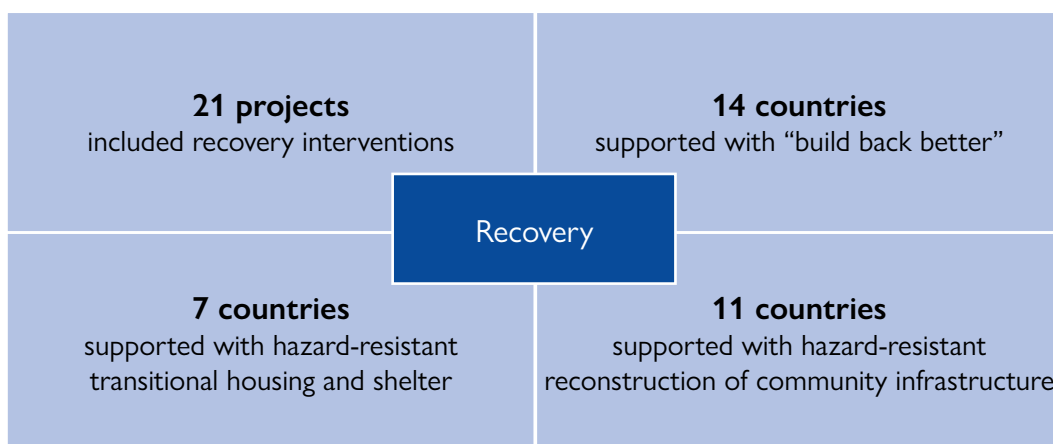 21 projects
included recovery interventions
14 countries
supported with “build back better”
Recovery
7 countries
supported with hazard-resistant
transitional housing and shelter
11 countries
supported with hazard-resistant
reconstruction of community infrastructure